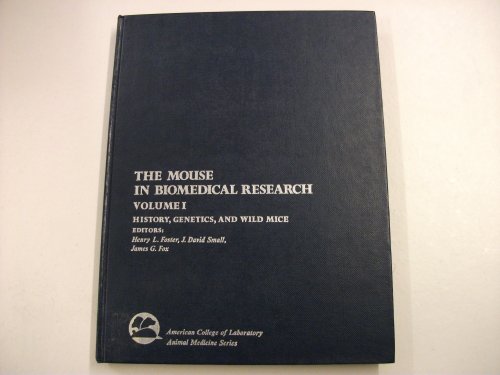 THE MOUSE
IN BIOMEDICAL RESEARCH
VOLUME I
HISTORY, GENETICS, AND WILD MICE
EDITORS:
Henry L. Foster, J. David Small,
James G. Fox
American College of Laboratory
Animal Medicine Series